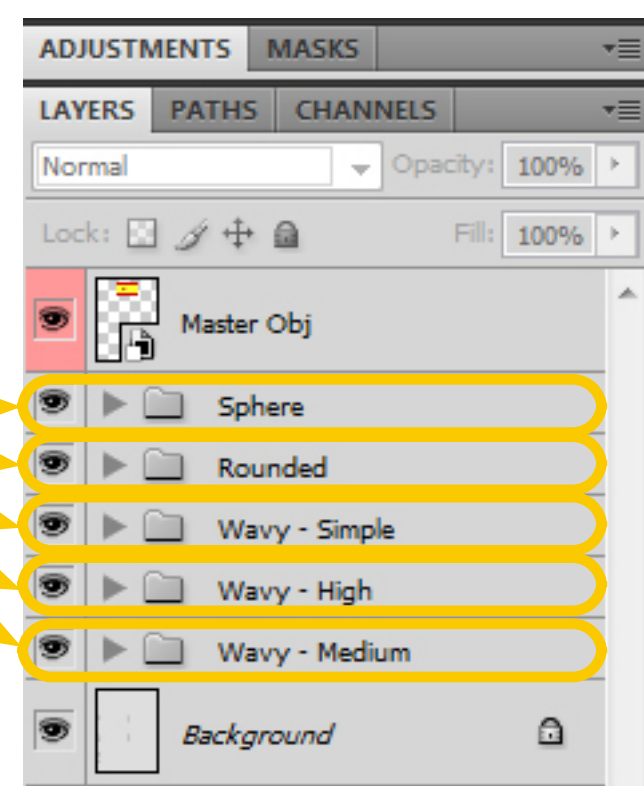 ADJUSTMENTS MASKS
LAYERS PATHS CHANNELS
Normal Opacity: 100%
Lock: Fill: 100%
Master Obj
Sphere
Rounded
Wavy - Simple
Wavy - High
Wavy - Medium
Background